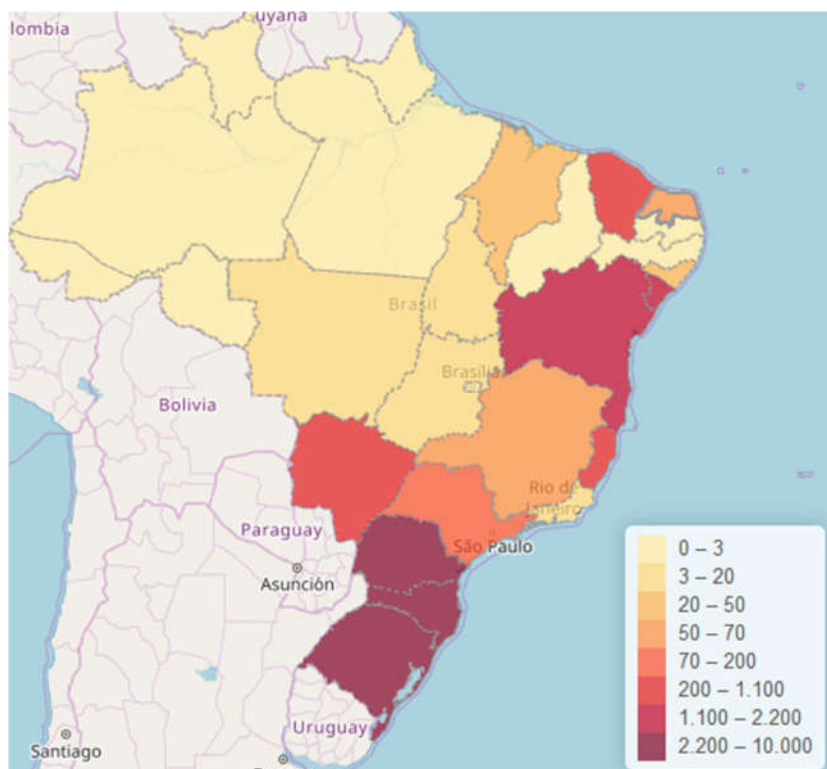 uyana
lombia
Brasil
Brasília
Bolivia
Rio de
Janeiro
Paraguay
São Paulo
Asunción
Uruguay
Santiago
0 – 3
3 – 20
20 – 50
50 – 70
70 – 200
200 – 1.100
1.100 – 2.200
2.200 – 10.000